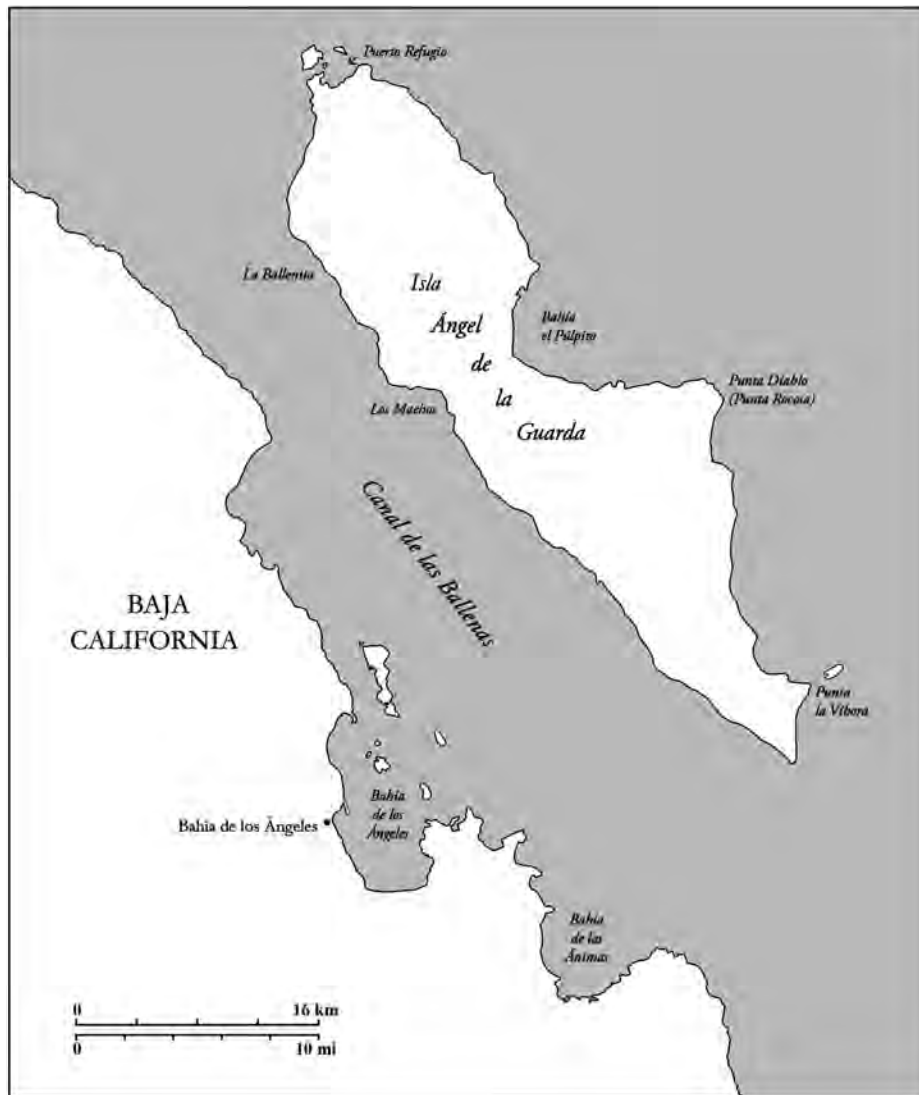 Puerto Refugio
La Ballenita
Isla
Ángel
de
la
Guarda
Bahía
el Púlpito
Punta Diablo
(Punta Rocosa)
Los Machos
Canal de las Ballenas
BAJA
CALIFORNIA
Punta
la Víbora
Bahía de los Ángeles
Bahía
de los
Ángeles
Bahía
de las
Ánimas
0 16 km
0 10 mi